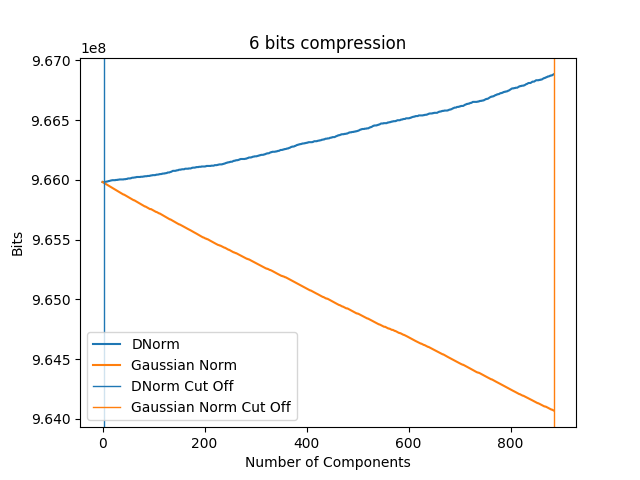 6 bits compression
1e8
9.670
9.665
9.660
9.655
9.650
9.645
9.640
Bits
DNorm
Gaussian Norm
DNorm Cut Off
Gaussian Norm Cut Off
0 200 400 600 800
Number of Components